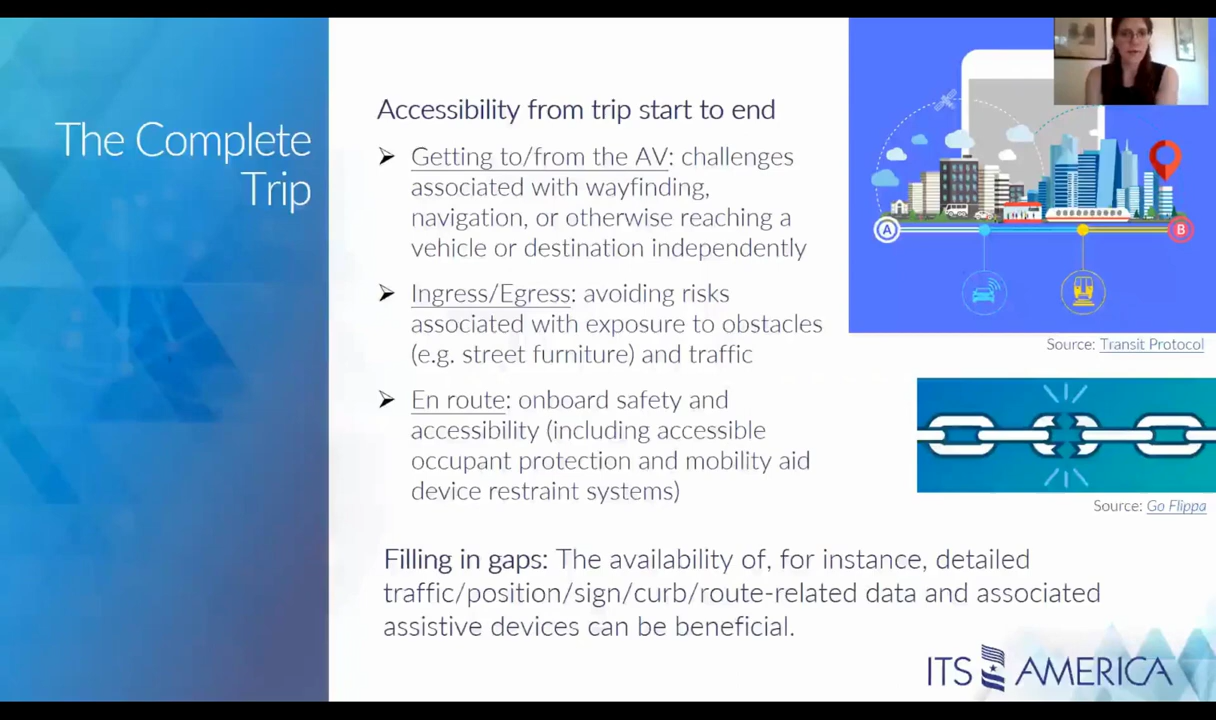 The Complete
Trip
Accessibility from trip start to end
➢ Getting to/from the AV: challenges
associated with wayfinding,
navigation, or otherwise reaching a
vehicle or destination independently
➢ Ingress/Egress: avoiding risks
associated with exposure to obstacles
(e.g. street furniture) and traffic
➢ En route: onboard safety and
accessibility (including accessible
occupant protection and mobility aid
device restraint systems)
Filling in gaps: The availability of, for instance, detailed
traffic/position/sign/curb/route-related data and associated
assistive devices can be beneficial.
A
B
Source: Transit Protocol
Source: Go Flippa
ITS AMERICA